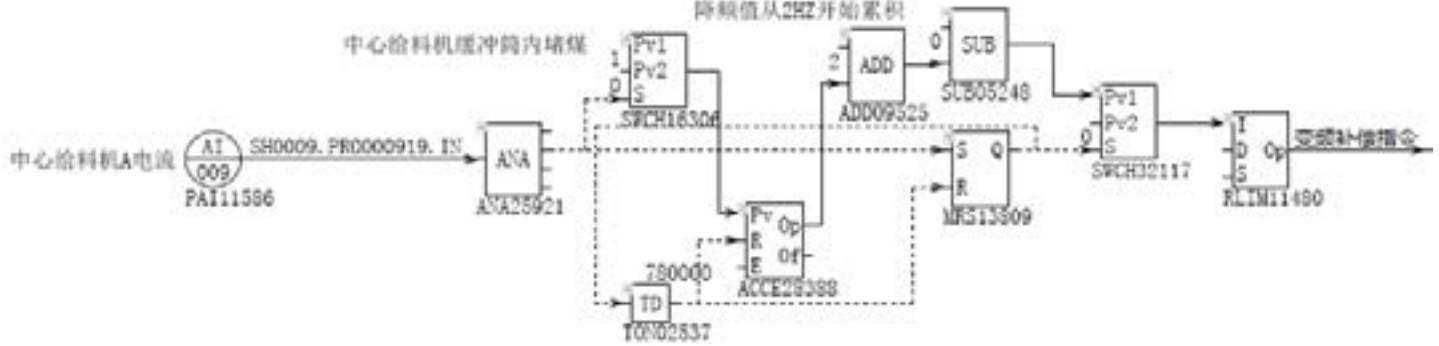 降频值从2HZ开始累积
中心给料机缓冲筒内堵煤
1
0
Pv1
Pv2
S
SWCH16306
2
ADD
ADD09525
0
SUB
SUB05248
中心给料机A电流
AI
009
PAI11586
SH0009.PR0000919.IN
ANA
ANA25921
S Q
R
MRS13809
0
Pv1
Pv2
S
SWCH32117
I
D Op
S
RLIM11480
变频补偿指令
Pv Op
R
E Of
ACCE28388
780000
TD
TON02837